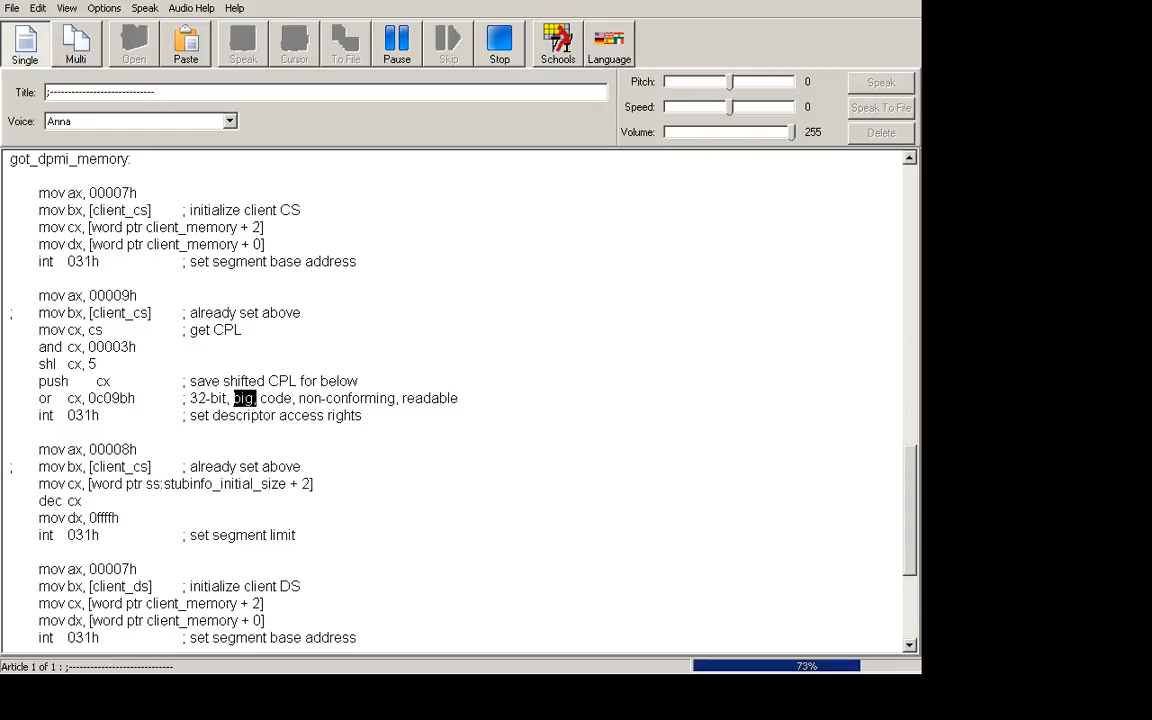 File Edit View Options Speak Audio Help Help
Single Multi Open Paste Speak Cursor To File Pause Skip Stop Schools Language
Title: ;----------------------------
Voice: Anna
Pitch: 0 Speak
Speed: 0 Speak To File
Volume: 255 Delete
got_dpmi_memory:
mov ax, 00007h
mov bx, [client_cs] ; initialize client CS
mov cx, [word ptr client_memory + 2]
mov dx, [word ptr client_memory + 0]
int 031h ; set segment base address
mov ax, 00009h
; mov bx, [client_cs] ; already set above
mov cx, cs ; get CPL
and cx, 00003h
shl cx, 5
push cx ; save shifted CPL for below
or cx, 0c09bh ; 32-bit, big, code, non-conforming, readable
int 031h ; set descriptor access rights
mov ax, 00008h
; mov bx, [client_cs] ; already set above
mov cx, [word ptr ss:stubinfo_initial_size + 2]
dec cx
mov dx, 0ffffh
int 031h ; set segment limit
mov ax, 00007h
mov bx, [client_ds] ; initialize client DS
mov cx, [word ptr client_memory + 2]
mov dx, [word ptr client_memory + 0]
int 031h ; set segment base address
Article 1 of 1 : ;---------------------------- 73%